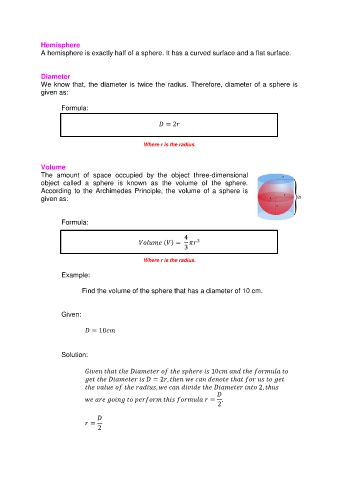 Hemisphere
A hemisphere is exactly half of a sphere. It has a curved surface and a flat surface.
Diameter
We know that, the diameter is twice the radius. Therefore, diameter of a sphere is
given as:
Formula:
D = 2r
Where r is the radius.
Volume
The amount of space occupied by the object three-dimensional
object called a sphere is known as the volume of the sphere.
According to the Archimedes Principle, the volume of a sphere is
given as:
Formula:
Volume (V) = 4/3 πr³
Where r is the radius.
Example:
Find the volume of the sphere that has a diameter of 10 cm.
Given:
D = 10cm
Solution:
Given that the Diameter of the sphere is 10cm and the formula to
get the Diameter is D = 2r, then we can denote that for us to get
the value of the radius, we can divide the Diameter into 2, thus
we are going to perform this formula r = D/2.
r = D/2